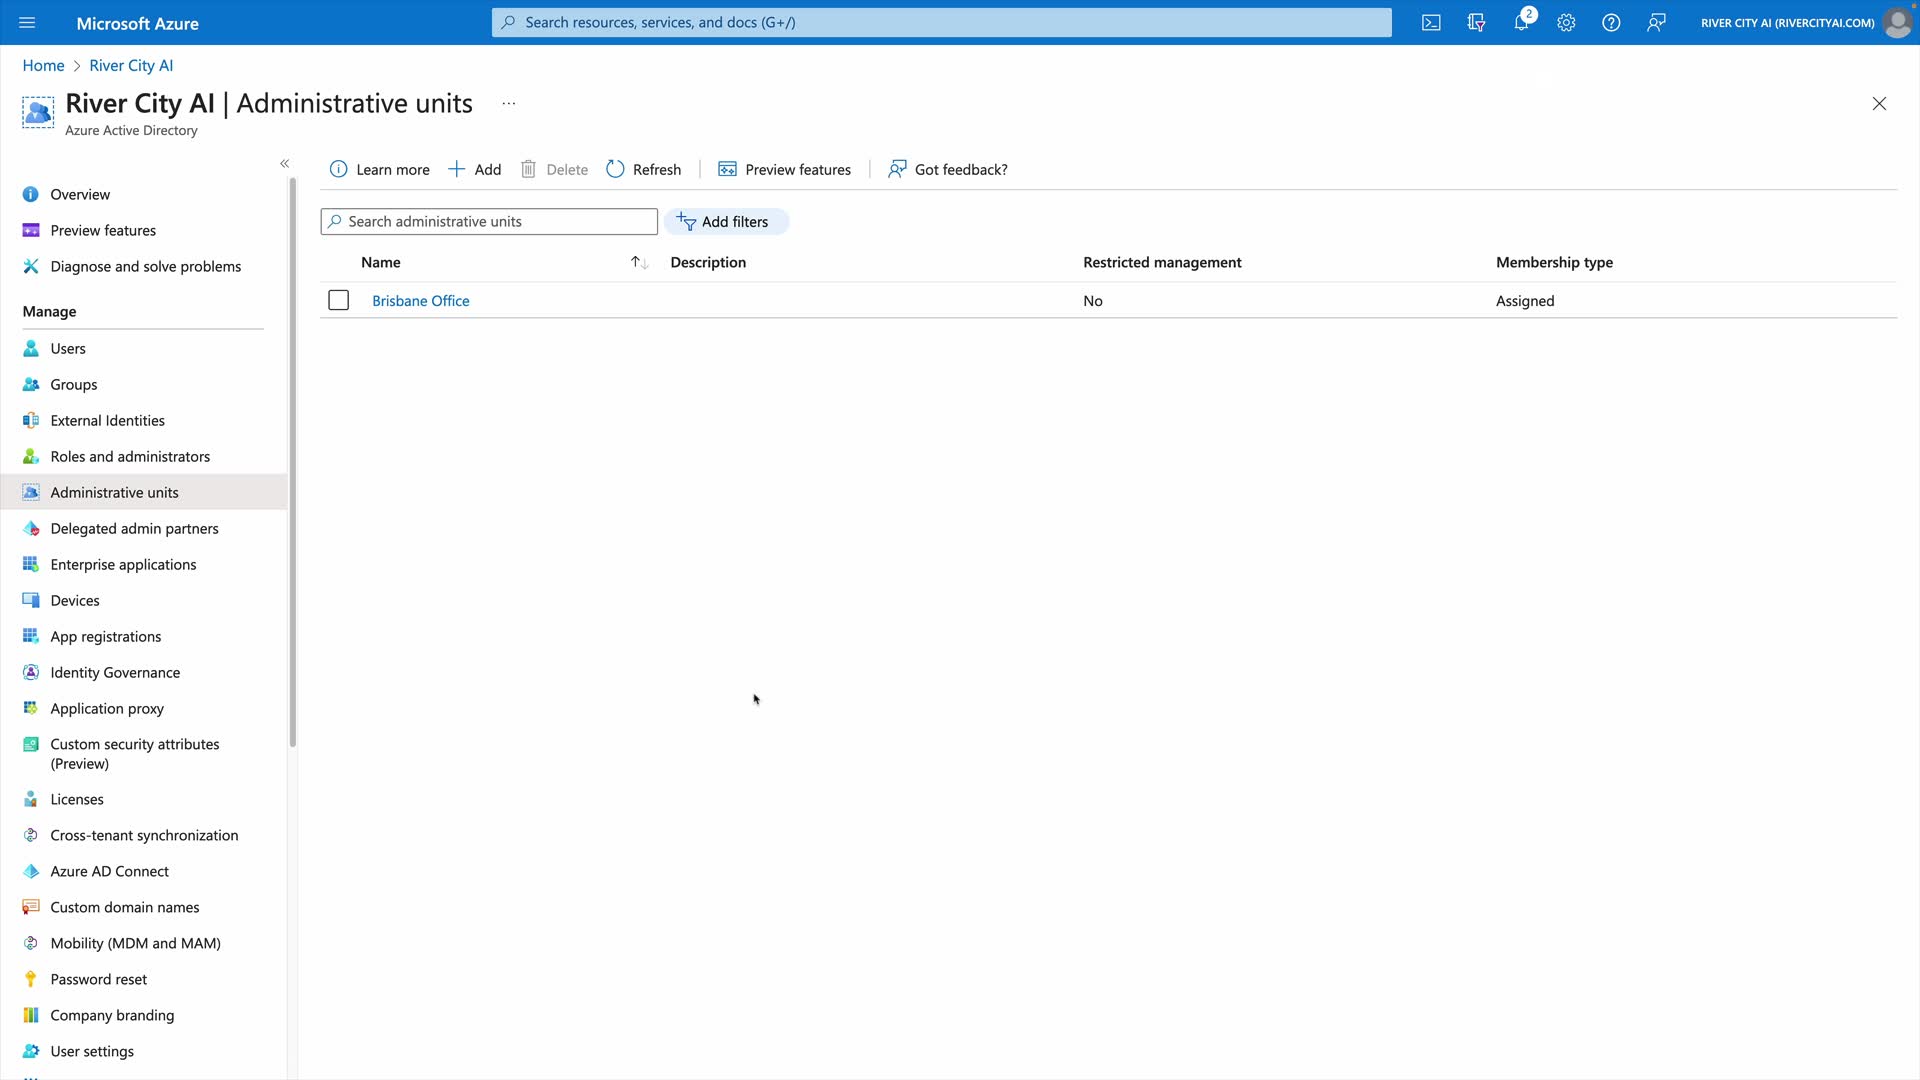 Microsoft Azure
Search resources, services, and docs (G+/)
2
RIVER CITY AI (RIVERCITYAI.COM)
Home > River City AI
River City AI | Administrative units ...
Azure Active Directory
Learn more
Add
Delete
Refresh
Preview features
Got feedback?
Search administrative units
Add filters
Name
Description
Restricted management
Membership type
Brisbane Office
No
Assigned
Overview
Preview features
Diagnose and solve problems
Manage
Users
Groups
External Identities
Roles and administrators
Administrative units
Delegated admin partners
Enterprise applications
Devices
App registrations
Identity Governance
Application proxy
Custom security attributes
(Preview)
Licenses
Cross-tenant synchronization
Azure AD Connect
Custom domain names
Mobility (MDM and MAM)
Password reset
Company branding
User settings